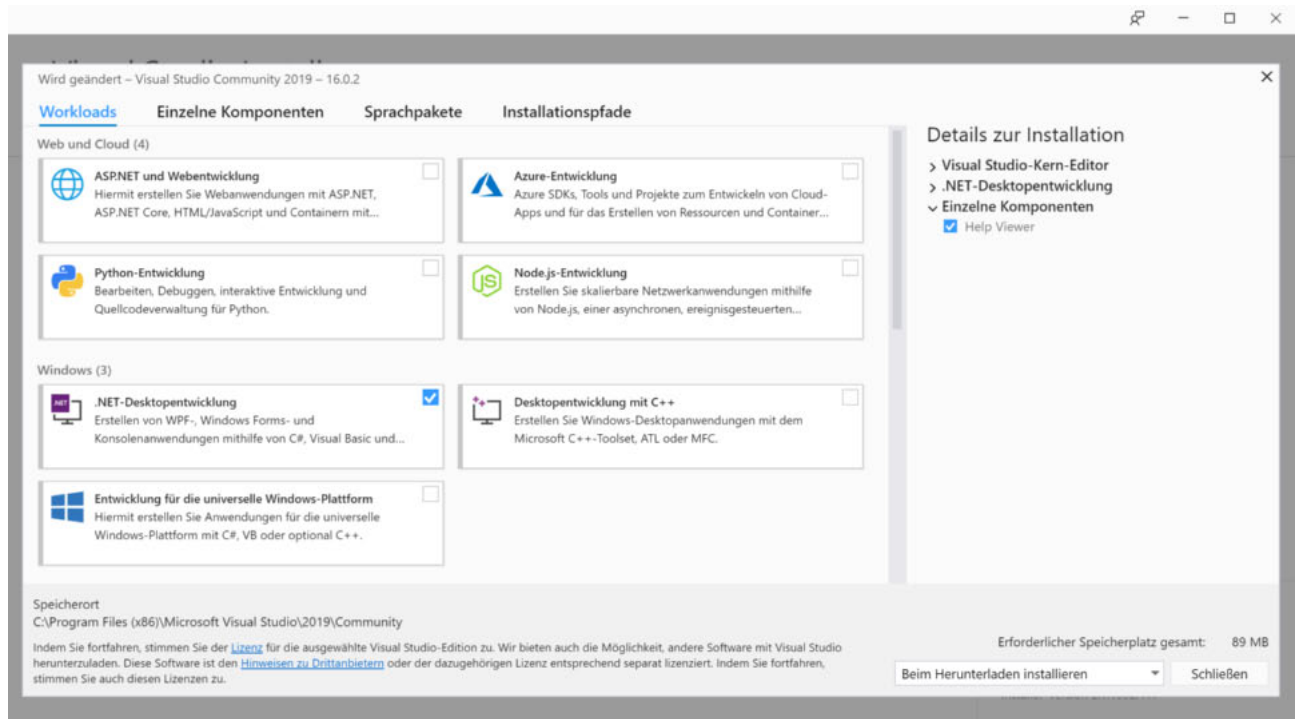 Wird geändert – Visual Studio Community 2019 – 16.0.2
Workloads
Einzelne Komponenten
Sprachpakete
Installationspfade
Web und Cloud (4)
ASP.NET und Webentwicklung
Hiermit erstellen Sie Webanwendungen mit ASP.NET,
ASP.NET Core, HTML/JavaScript und Containern mit...
Azure-Entwicklung
Azure SDKs, Tools und Projekte zum Entwickeln von Cloud-
Apps und für das Erstellen von Ressourcen und Container...
Python-Entwicklung
Bearbeiten, Debuggen, interaktive Entwicklung und
Quellcodeverwaltung für Python.
JS
Node.js-Entwicklung
Erstellen Sie skalierbare Netzwerkanwendungen mithilfe
von Node.js, einer asynchronen, ereignisgesteuerten...
Windows (3)
.NET
.NET-Desktopentwicklung
Erstellen von WPF-, Windows Forms- und
Konsolenanwendungen mithilfe von C#, Visual Basic und...
Desktopentwicklung mit C++
Erstellen Sie Windows-Desktopanwendungen mit dem
Microsoft C++-Toolset, ATL oder MFC.
Entwicklung für die universelle Windows-Plattform
Hiermit erstellen Sie Anwendungen für die universelle
Windows-Plattform mit C#, VB oder optional C++.
Details zur Installation
Visual Studio-Kern-Editor
.NET-Desktopentwicklung
Einzelne Komponenten
Help Viewer
Speicherort
C:\Program Files (x86)\Microsoft Visual Studio\2019\Community
Indem Sie fortfahren, stimmen Sie der Lizenz für die ausgewählte Visual Studio-Edition zu. Wir bieten auch die Möglichkeit, andere Software mit Visual Studio
herunterzuladen. Diese Software ist den Hinweisen zu Drittanbietern oder der dazugehörigen Lizenz entsprechend separat lizenziert. Indem Sie fortfahren,
stimmen Sie auch diesen Lizenzen zu.
Erforderlicher Speicherplatz gesamt: 89 MB
Beim Herunterladen installieren
Schließen